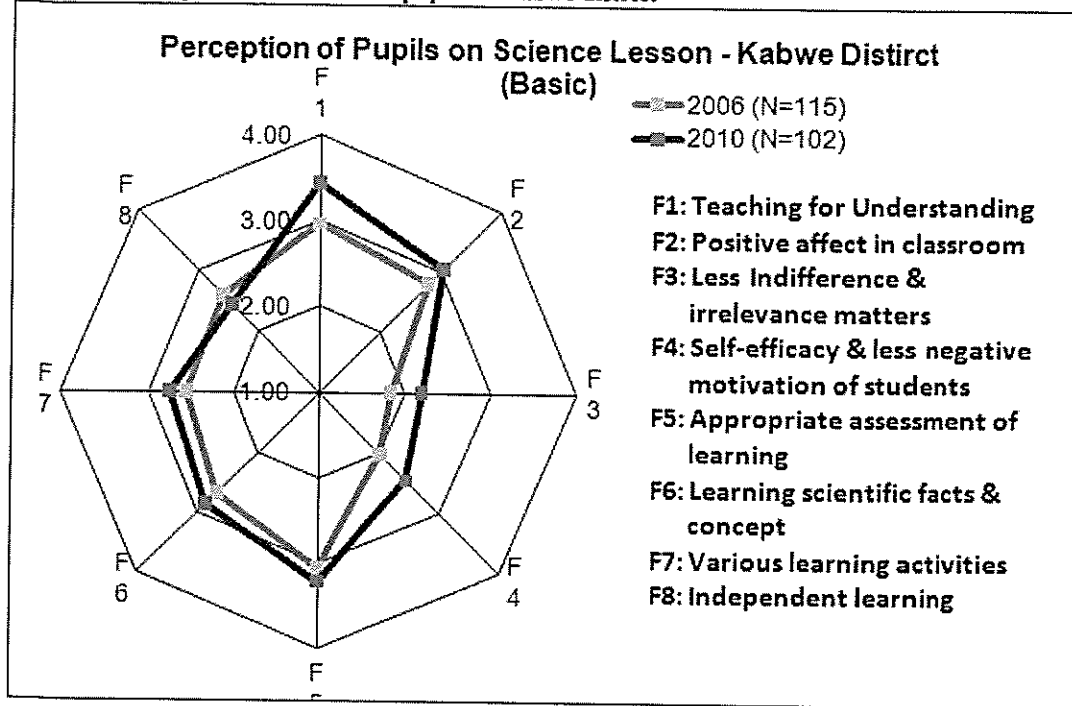 Perception of Pupils on Science Lesson - Kabwe Distirct
(Basic)
2006 (N=115)
2010 (N=102)
F
1
4.00
3.00
2.00
1.00
F
2
F
3
F
4
F
F
6
F
7
F
8
F1: Teaching for Understanding
F2: Positive affect in classroom
F3: Less Indifference &
irrelevance matters
F4: Self-efficacy & less negative
motivation of students
F5: Appropriate assessment of
learning
F6: Learning scientific facts &
concept
F7: Various learning activities
F8: Independent learning